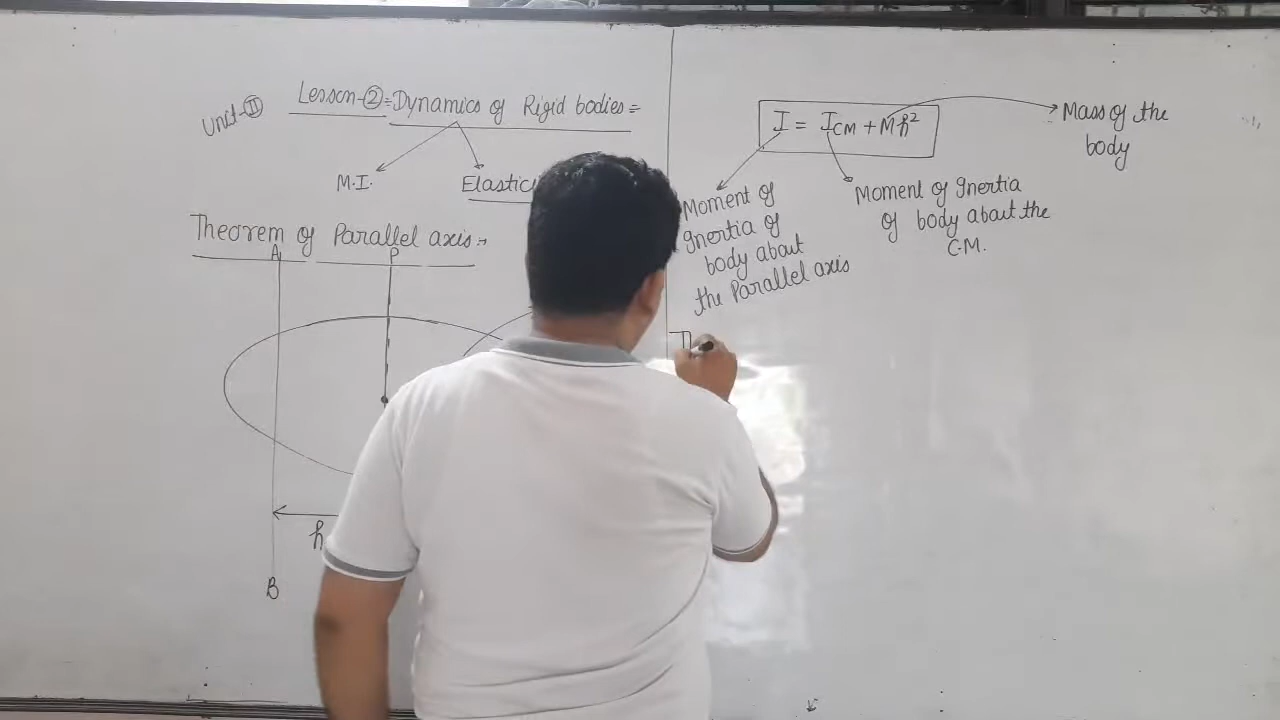 Unit-II
Lesson-2:- Dynamics of Rigid bodies:-
M.I.
Theorem of Parallel axis:-
A
P
h
B
I = ICM + Mh²
Mass of the
body
Moment of
Inertia of
body about
the Parallel axis
Moment of Inertia
of body about the
C.M.